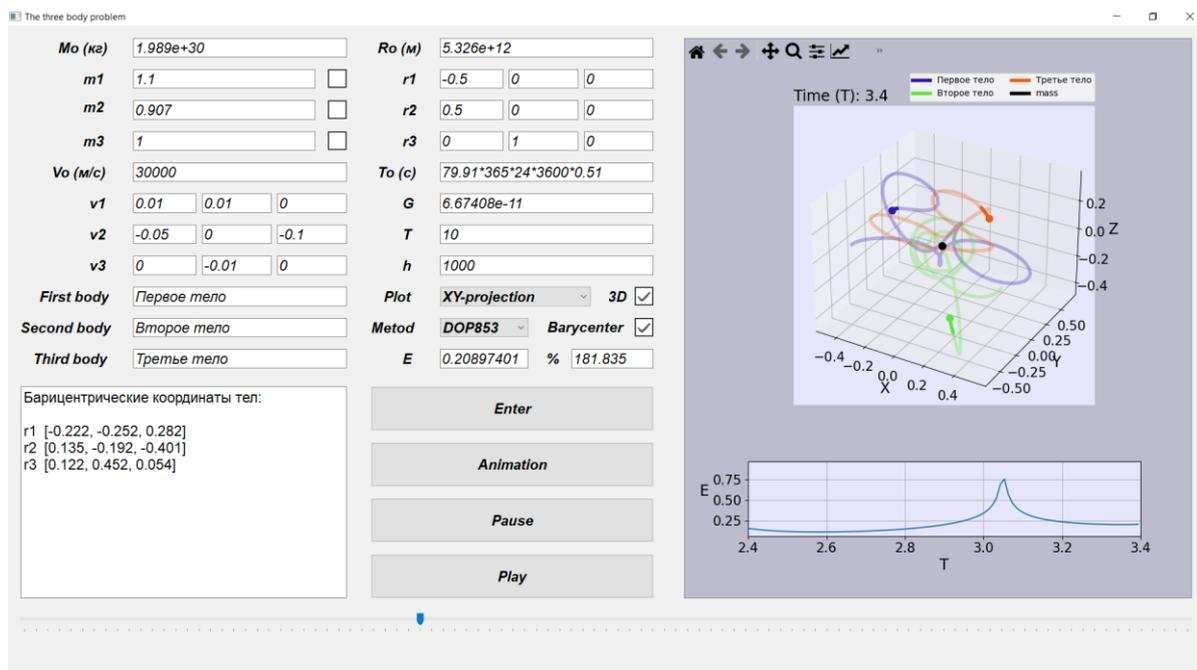 The three body problem
Mo (кг) 1.989e+30 Ro (м) 5.326e+12
m1 1.1 r1 -0.5 0 0
m2 0.907 r2 0.5 0 0
m3 1 r3 0 1 0
Vo (м/с) 30000 To (с) 79.91*365*24*3600*0.51
v1 0.01 0.01 0 G 6.67408e-11
v2 -0.05 0 -0.1 T 10
v3 0 -0.01 0 h 1000
First body Первое тело Plot XY-projection 3D
Second body Второе тело Metod DOP853 Barycenter
Third body Третье тело E 0.20897401 % 181.835
Барицентрические координаты тел:
r1 [-0.222, -0.252, 0.282]
r2 [0.135, -0.192, -0.401]
r3 [0.122, 0.452, 0.054]
Enter
Animation
Pause
Play
Time (T): 3.4
Первое тело Третье тело
Второе тело mass
0.2
0.0 Z
−0.2
−0.4
0.50
0.25
0.00 Y
−0.25
−0.50
−0.4 −0.2 0.0 0.2 0.4
X
0.75
E 0.50
0.25
2.4 2.6 2.8 3.0 3.2 3.4
T